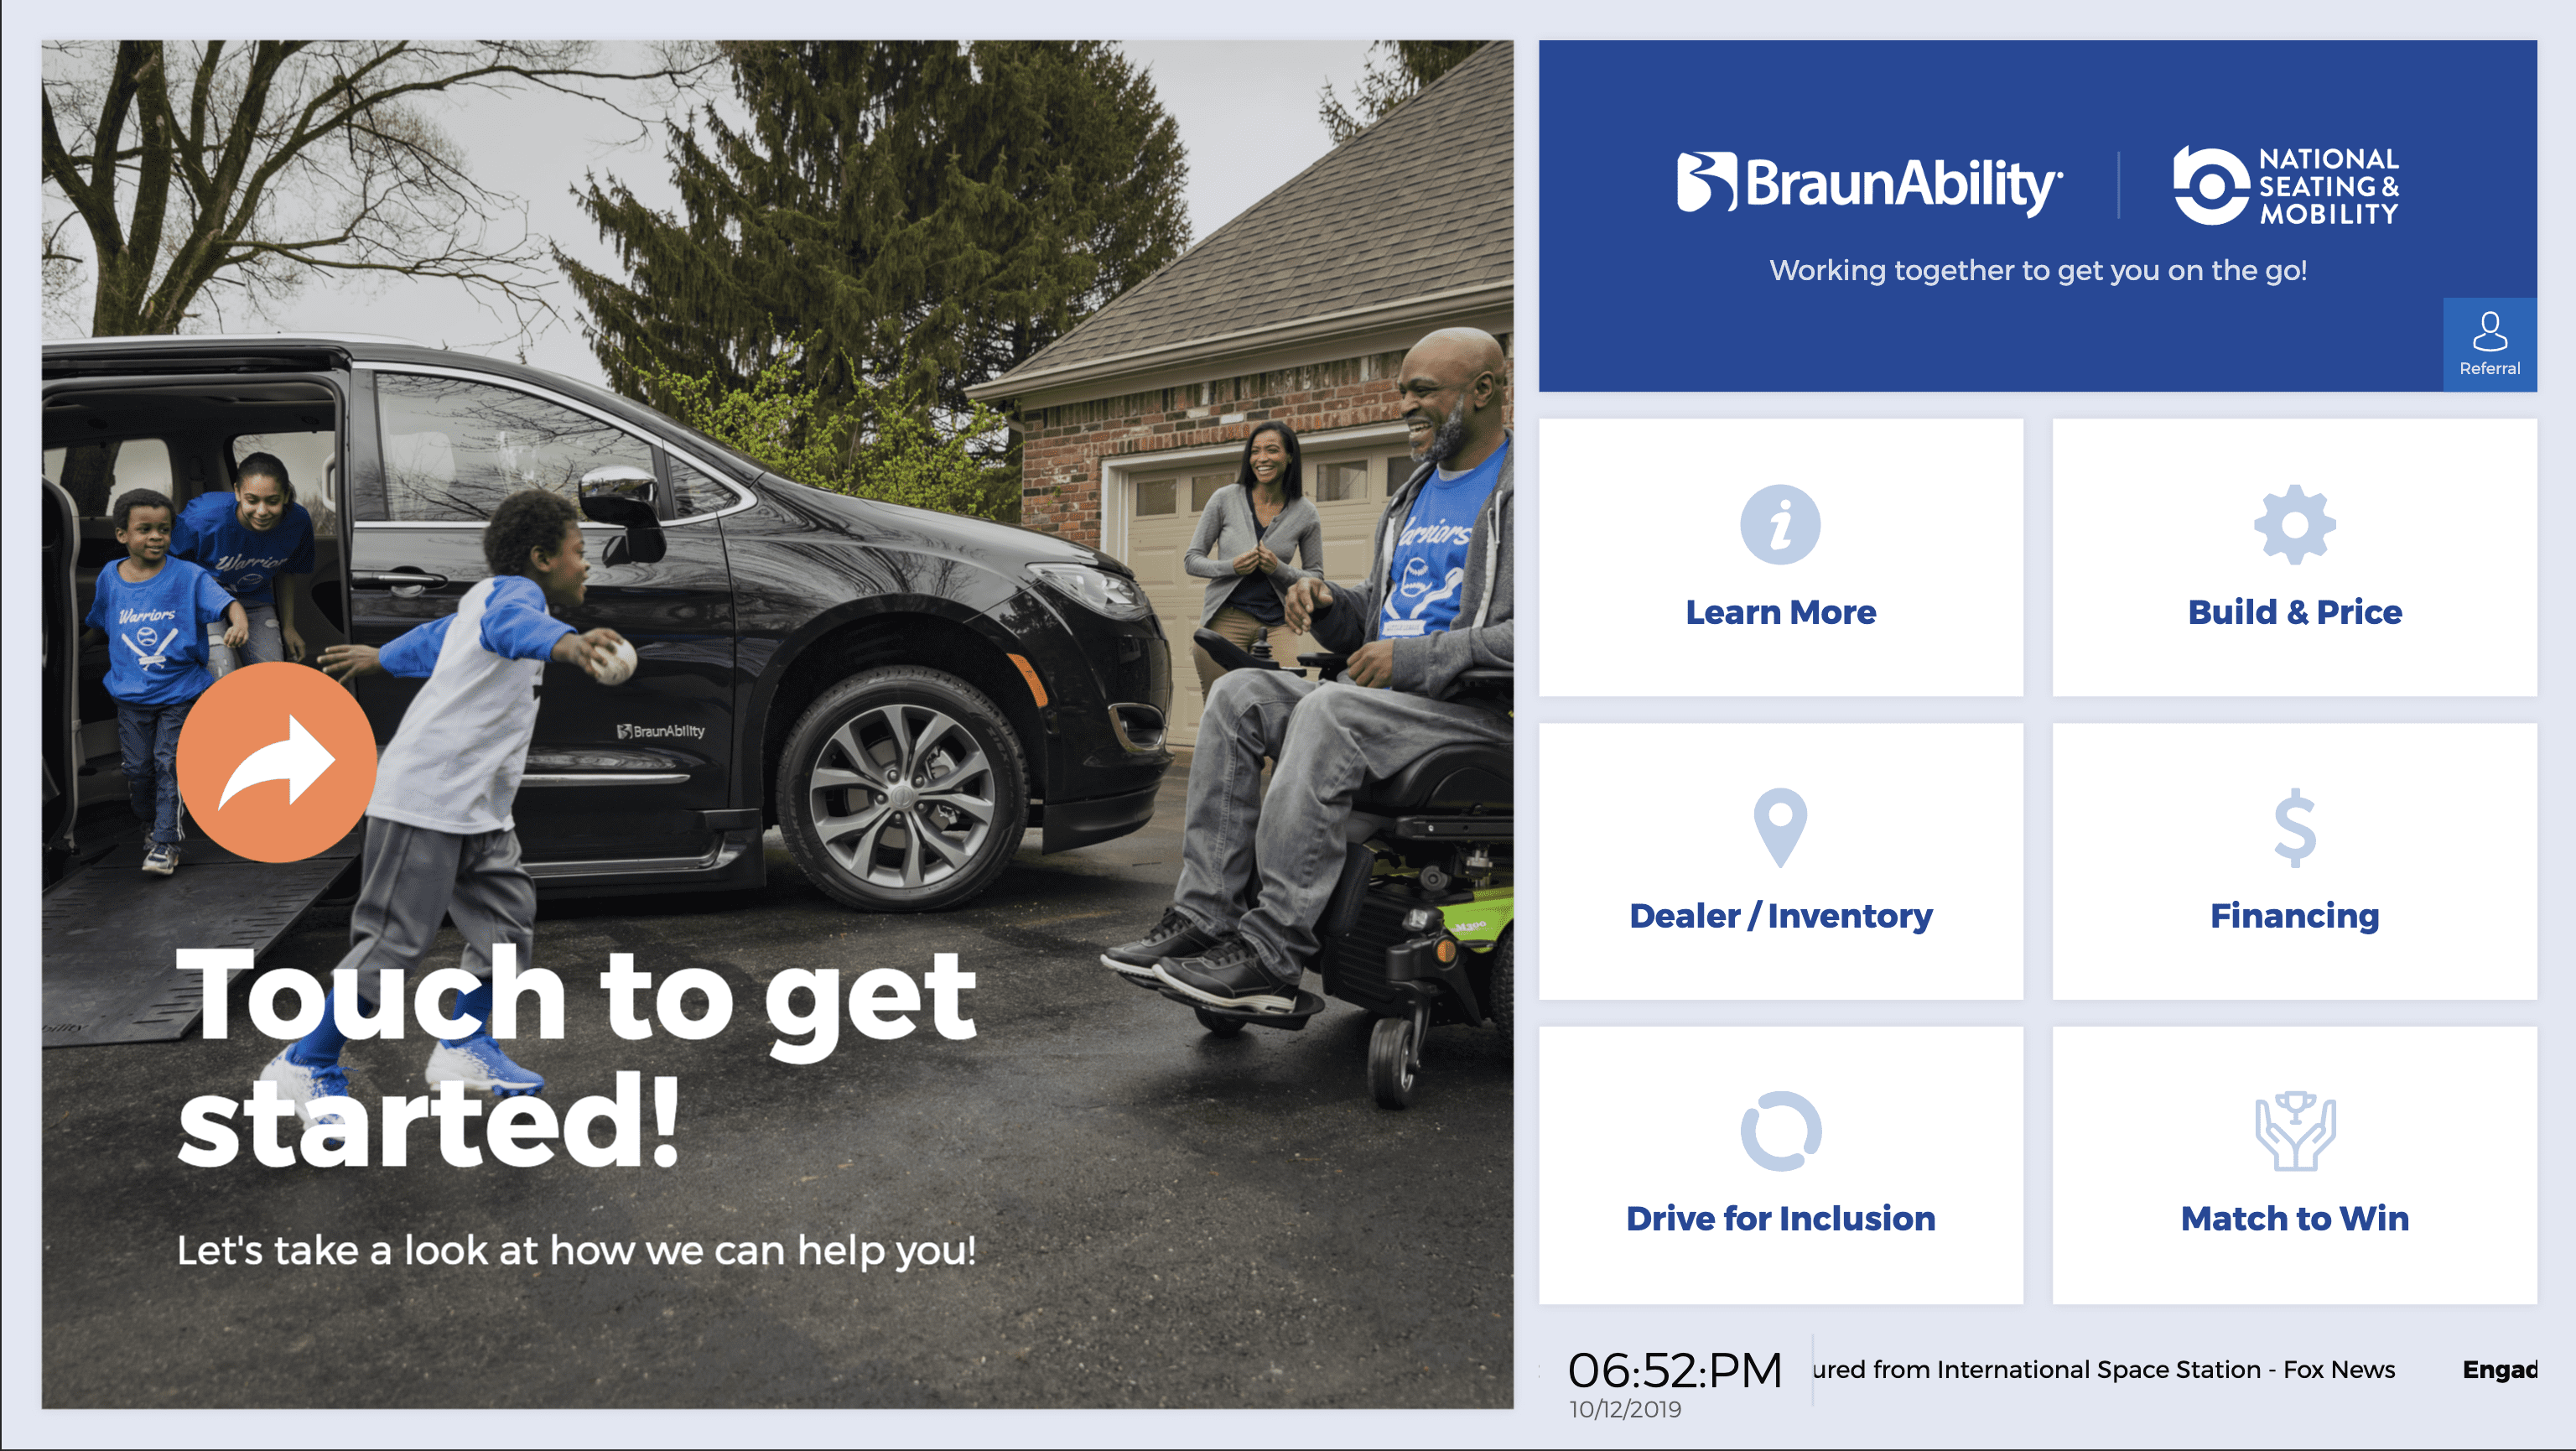 Warriors
Warrior
Warriors
BraunAbility
Touch to get
started!
Let's take a look at how we can help you!
BraunAbility
NATIONAL
SEATING &
MOBILITY
Working together to get you on the go!
Referral
Learn More
Build & Price
Dealer / Inventory
Financing
Drive for Inclusion
Match to Win
06:52:PM
10/12/2019
ured from International Space Station - Fox News
Engad